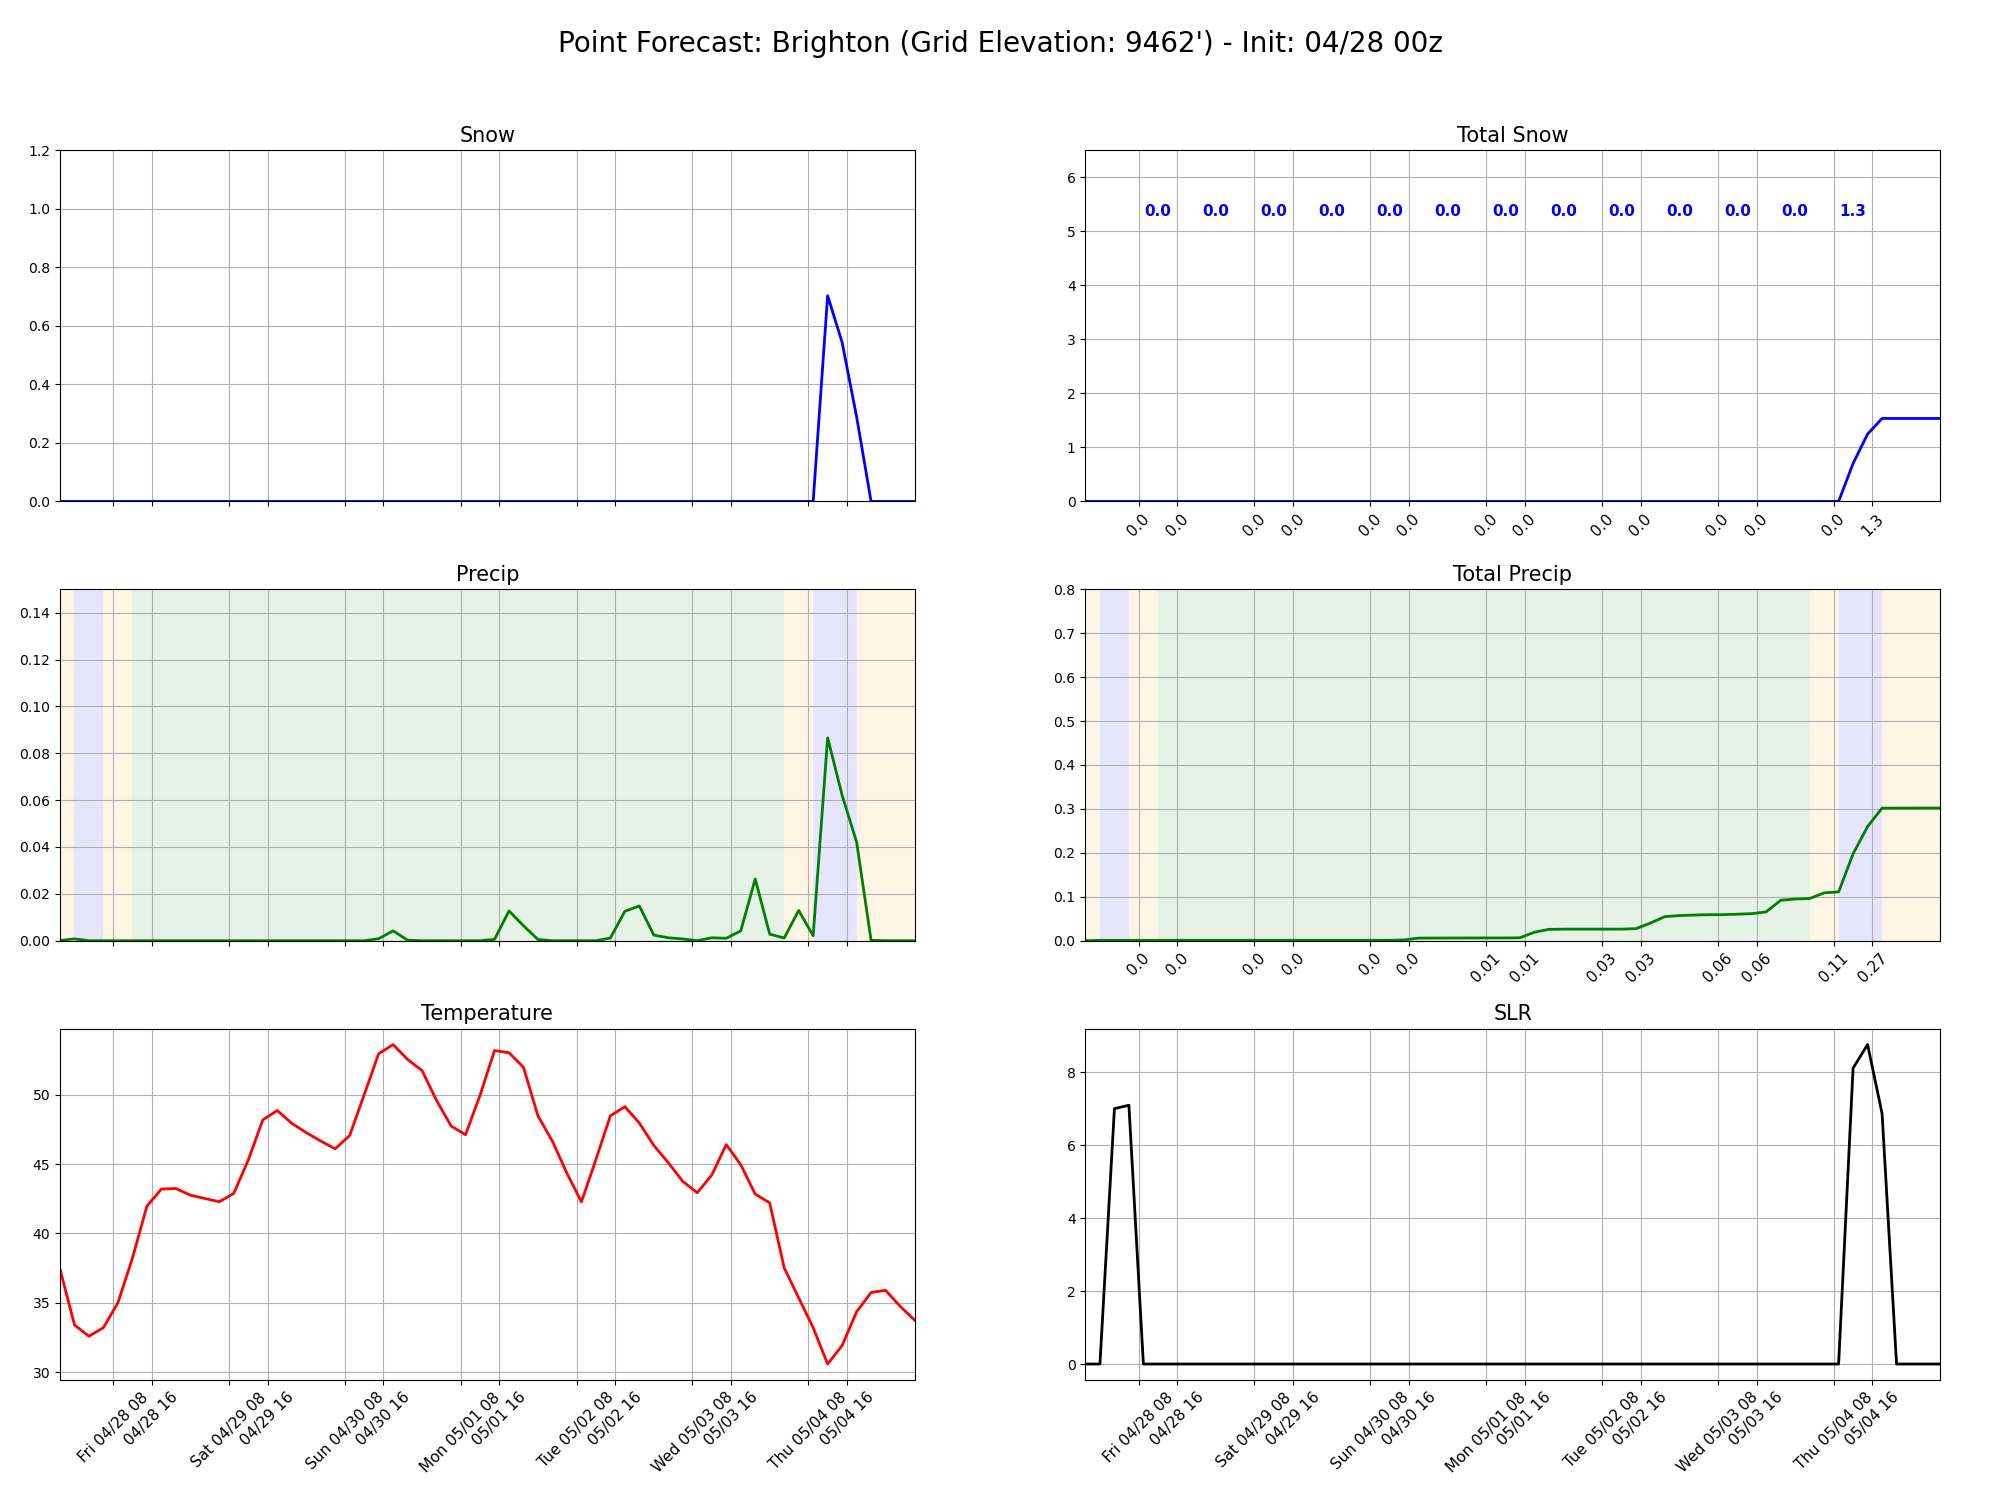 Point Forecast: Brighton (Grid Elevation: 9462') - Init: 04/28 00z
Snow
1.2
1.0
0.8
0.6
0.4
0.2
0.0
Total Snow
6
5
4
3
2
1
0
0.0 0.0 0.0 0.0 0.0 0.0 0.0 0.0 0.0 0.0 0.0 0.0 1.3
0.0 0.0 0.0 0.0 0.0 0.0 0.0 0.0 0.0 0.0 0.0 0.0 0.0 1.3
Precip
0.14
0.12
0.10
0.08
0.06
0.04
0.02
0.00
Total Precip
0.8
0.7
0.6
0.5
0.4
0.3
0.2
0.1
0.0
0.0 0.0 0.0 0.0 0.0 0.0 0.01 0.01 0.03 0.03 0.06 0.06 0.11 0.27
Temperature
50
45
40
35
30
Fri 04/28 08
04/28 16
Sat 04/29 08
04/29 16
Sun 04/30 08
04/30 16
Mon 05/01 08
05/01 16
Tue 05/02 08
05/02 16
Wed 05/03 08
05/03 16
Thu 05/04 08
05/04 16
SLR
8
6
4
2
0
Fri 04/28 08
04/28 16
Sat 04/29 08
04/29 16
Sun 04/30 08
04/30 16
Mon 05/01 08
05/01 16
Tue 05/02 08
05/02 16
Wed 05/03 08
05/03 16
Thu 05/04 08
05/04 16